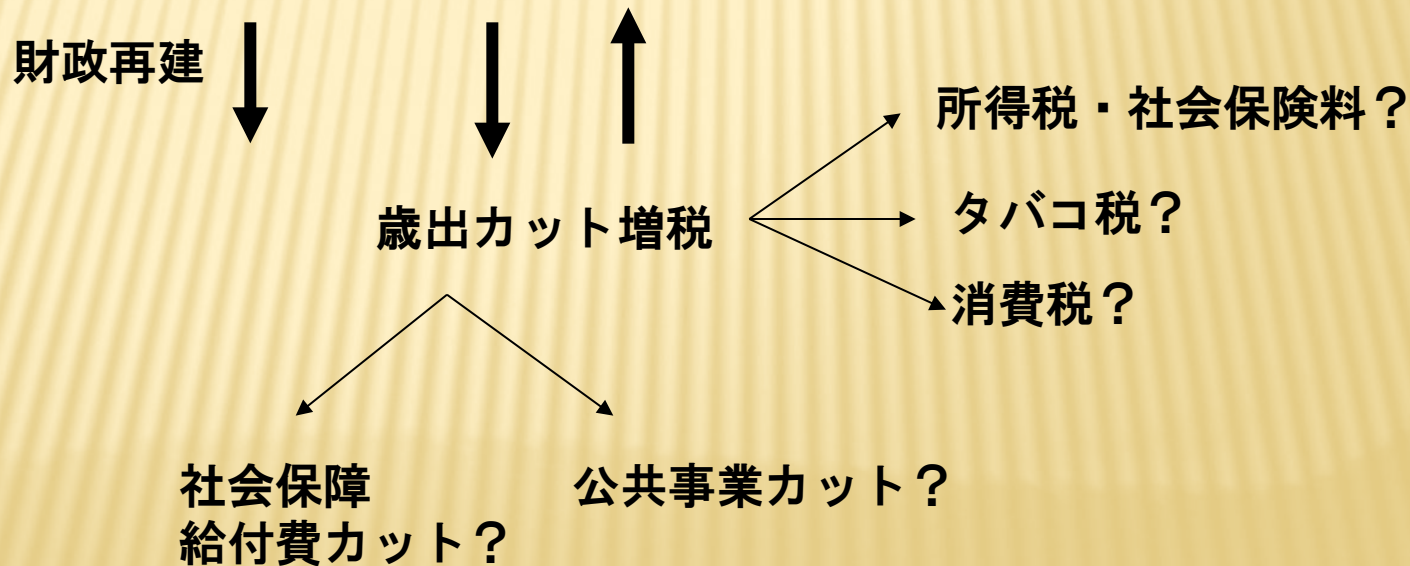 財政再建
所得税・社会保険料？
タバコ税？
歳出カット増税
消費税？
社会保障
給付費カット？
公共事業カット？